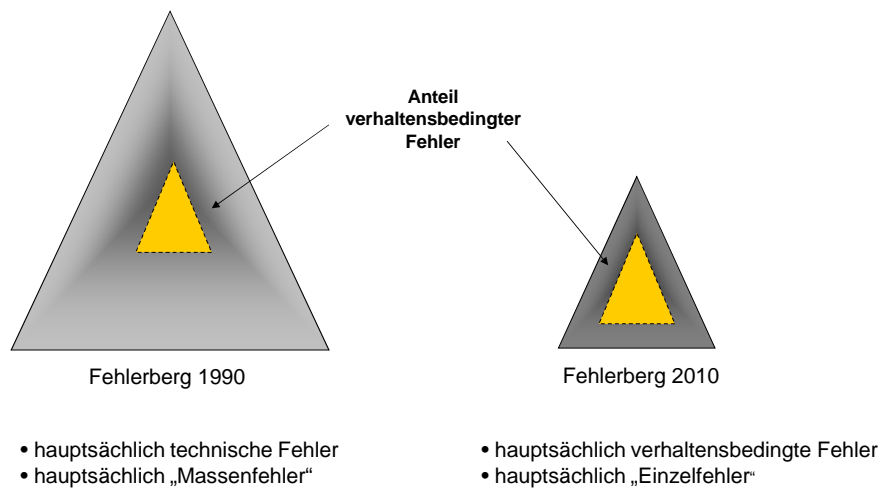 Anteil
verhaltensbedingter
Fehler
Fehlerberg 1990
Fehlerberg 2010
• hauptsächlich technische Fehler
• hauptsächlich „Massenfehler“
• hauptsächlich verhaltensbedingte Fehler
• hauptsächlich „Einzelfehler“